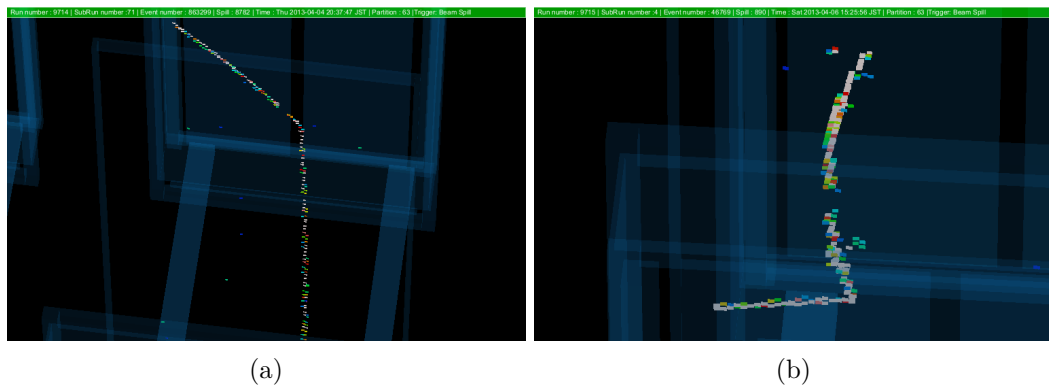 Run number : 9714 | SubRun number :71 | Event number : 863299 | Spill : 8782 | Time : Thu 2013-04-04 20:37:47 JST | Partition : 63 |Trigger: Beam Spill
Run number : 9715 | SubRun number :4 | Event number : 46769 | Spill : 890 | Time : Sat 2013-04-06 15:25:56 JST | Partition : 63 |Trigger: Beam Spill
(a)
(b)